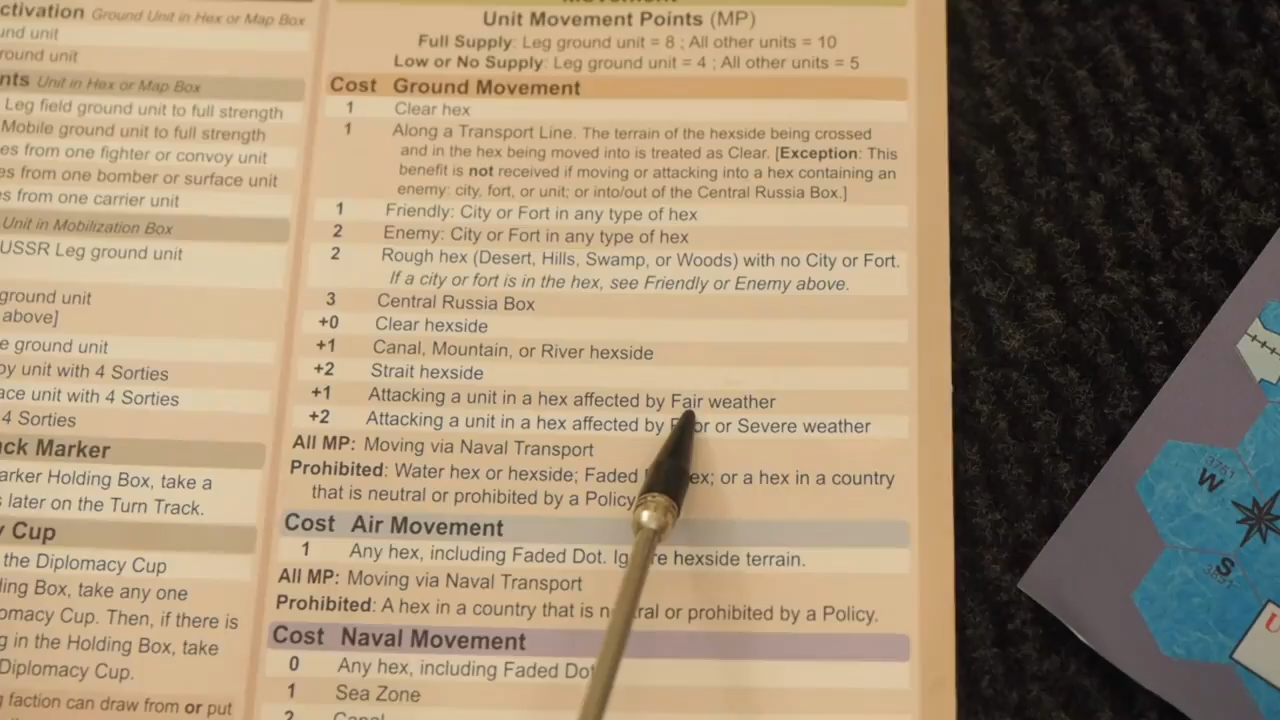 ctivation Ground Unit in Hex or Map Box
und unit
round unit
nts Unit in Hex or Map Box
Leg field ground unit to full strength
Mobile ground unit to full strength
es from one fighter or convoy unit
es from one bomber or surface unit
es from one carrier unit
Unit in Mobilization Box
USSR Leg ground unit
ground unit
above]
e ground unit
oy unit with 4 Sorties
ace unit with 4 Sorties
4 Sorties
ck Marker
arker Holding Box, take a
s later on the Turn Track.
y Cup
the Diplomacy Cup
ding Box, take any one
omacy Cup. Then, if there is
g in the Holding Box, take
Diplomacy Cup.
g faction can draw from or put
Unit Movement Points (MP)
Full Supply: Leg ground unit = 8 ; All other units = 10
Low or No Supply: Leg ground unit = 4 ; All other units = 5
Cost Ground Movement
1 Clear hex
1 Along a Transport Line. The terrain of the hexside being crossed
and in the hex being moved into is treated as Clear. [Exception: This
benefit is not received if moving or attacking into a hex containing an
enemy: city, fort, or unit; or into/out of the Central Russia Box.]
1 Friendly: City or Fort in any type of hex
2 Enemy: City or Fort in any type of hex
2 Rough hex (Desert, Hills, Swamp, or Woods) with no City or Fort.
If a city or fort is in the hex, see Friendly or Enemy above.
3 Central Russia Box
+0 Clear hexside
+1 Canal, Mountain, or River hexside
+2 Strait hexside
+1 Attacking a unit in a hex affected by Fair weather
+2 Attacking a unit in a hex affected by Poor or Severe weather
All MP: Moving via Naval Transport
Prohibited: Water hex or hexside; Faded ex; or a hex in a country
that is neutral or prohibited by a Policy
Cost Air Movement
1 Any hex, including Faded Dot. Ignore hexside terrain.
All MP: Moving via Naval Transport
Prohibited: A hex in a country that is neutral or prohibited by a Policy.
Cost Naval Movement
0 Any hex, including Faded Dot
1 Sea Zone
2 Canal
3751
W
S
3851
U